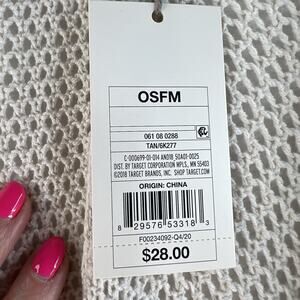 OSFM
061 08 0288
TAN/6K277
C-000699-01-014 AN018_S0A01-0025
DIST. BY TARGET CORPORATION MPLS., MN 55403
©2018 TARGET BRANDS, INC. SHOP TARGET.COM
ORIGIN: CHINA
8 29576 53318 3
F00234092-Q4/20
$28.00